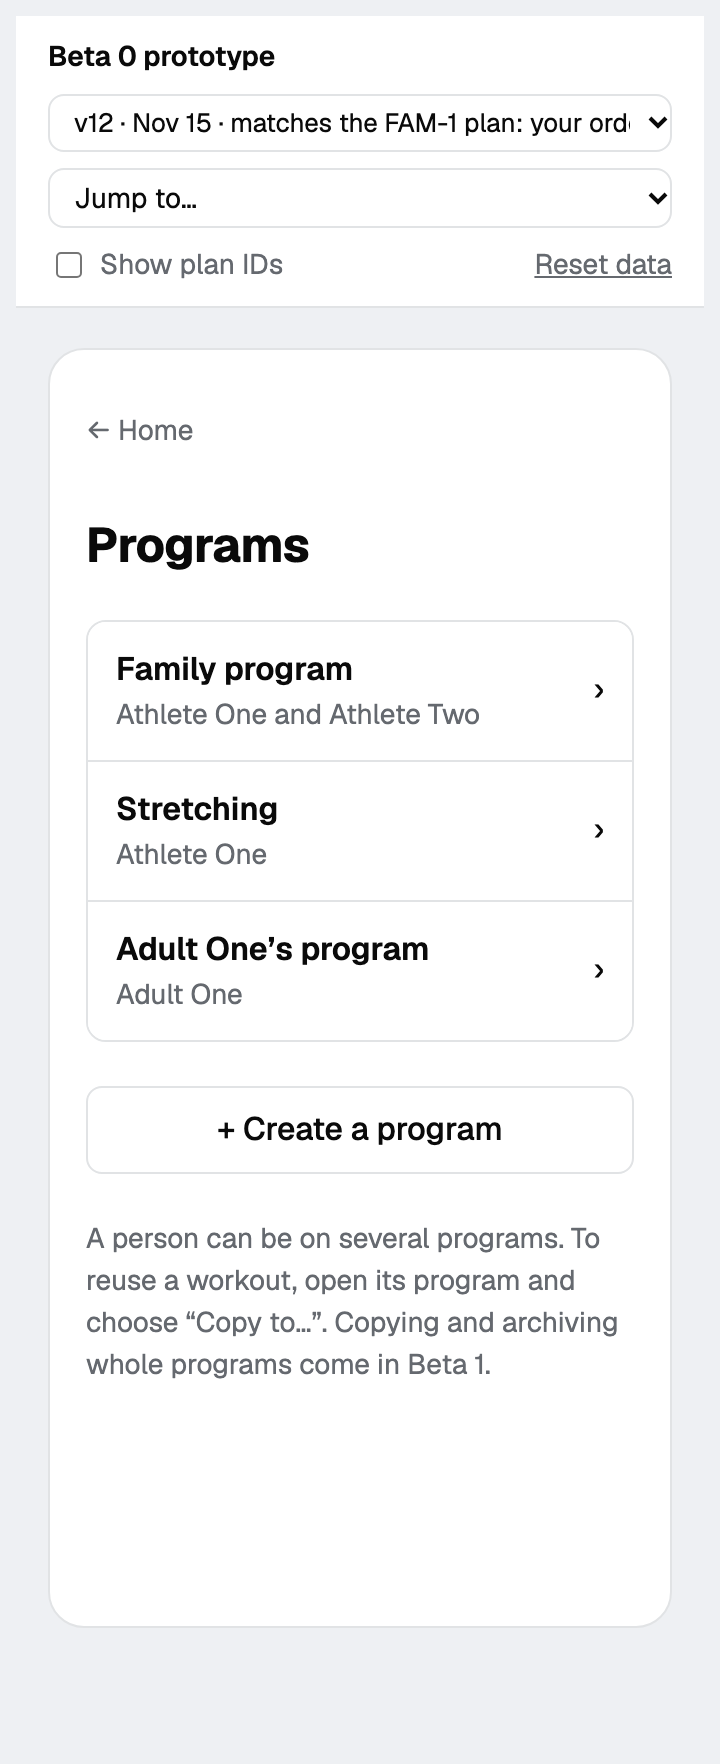 Beta 0 prototype
v12 · Nov 15 · matches the FAM-1 plan: your
Jump to...
Show plan IDs
Reset data
← Home
Programs
Family program
Athlete One and Athlete Two
›
Stretching
Athlete One
›
Adult One’s program
Adult One
›
+ Create a program
A person can be on several programs. To
reuse a workout, open its program and
choose “Copy to...”. Copying and archiving
whole programs come in Beta 1.